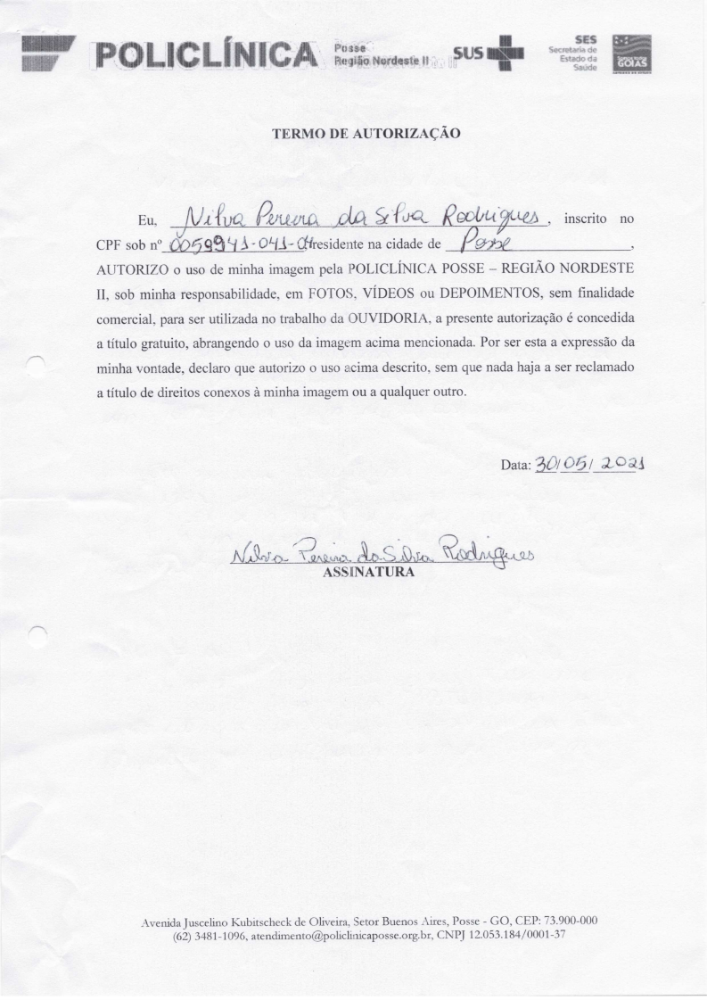 POLICLÍNICA Posse Região Nordeste II SUS SES Secretaria de Estado da Saúde GOIÁS
TERMO DE AUTORIZAÇÃO
Eu, Nilva Pereira da Silva Rodrigues, inscrito no
CPF sob nº residente na cidade de Posse,
AUTORIZO o uso de minha imagem pela POLICLÍNICA POSSE – REGIÃO NORDESTE
II, sob minha responsabilidade, em FOTOS, VÍDEOS ou DEPOIMENTOS, sem finalidade
comercial, para ser utilizada no trabalho da OUVIDORIA, a presente autorização é concedida
a título gratuito, abrangendo o uso da imagem acima mencionada. Por ser esta a expressão da
minha vontade, declaro que autorizo o uso acima descrito, sem que nada haja a ser reclamado
a título de direitos conexos à minha imagem ou a qualquer outro.
Data: 30/05/2021
Nilvia Pereira da Silvia Rodrigues
ASSINATURA
Avenida Juscelino Kubitscheck de Oliveira, Setor Buenos Aires, Posse - GO, CEP: 73.900-000
(62) 3481-1096, atendimento@policlinicaposse.org.br, CNPJ 12.053.184/0001-37